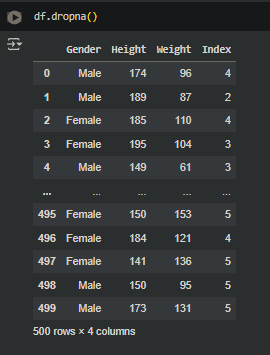 df.dropna()
Gender Height Weight Index
0 Male 174 96 4
1 Male 189 87 2
2 Female 185 110 4
3 Female 195 104 3
4 Male 149 61 3
... ... ... ... ...
495 Female 150 153 5
496 Female 184 121 4
497 Female 141 136 5
498 Male 150 95 5
499 Male 173 131 5
500 rows × 4 columns